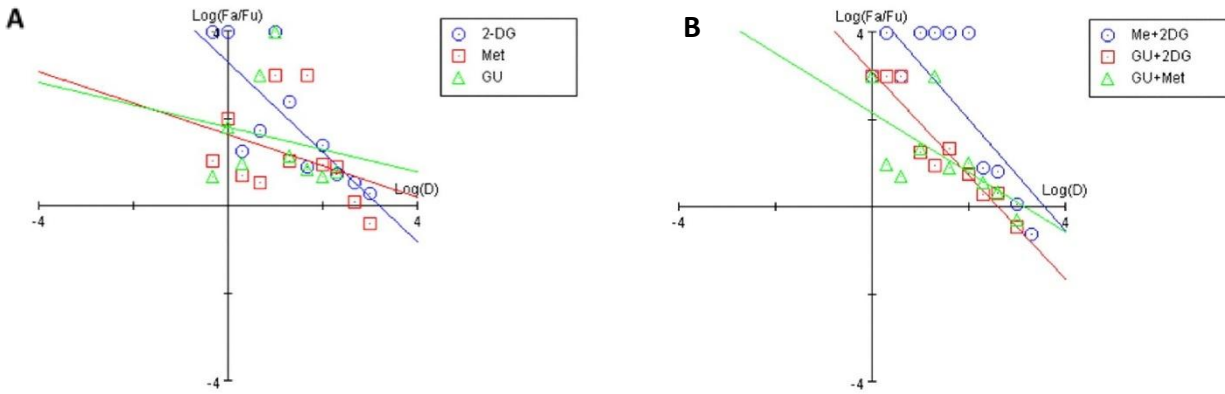 A
Log(Fa/Fu)
4
2-DG
Met
GU
Log(D)
-4
4
-4
B
Log(Fa/Fu)
4
Me+2DG
GU+2DG
GU+Met
Log(D)
-4
4
-4